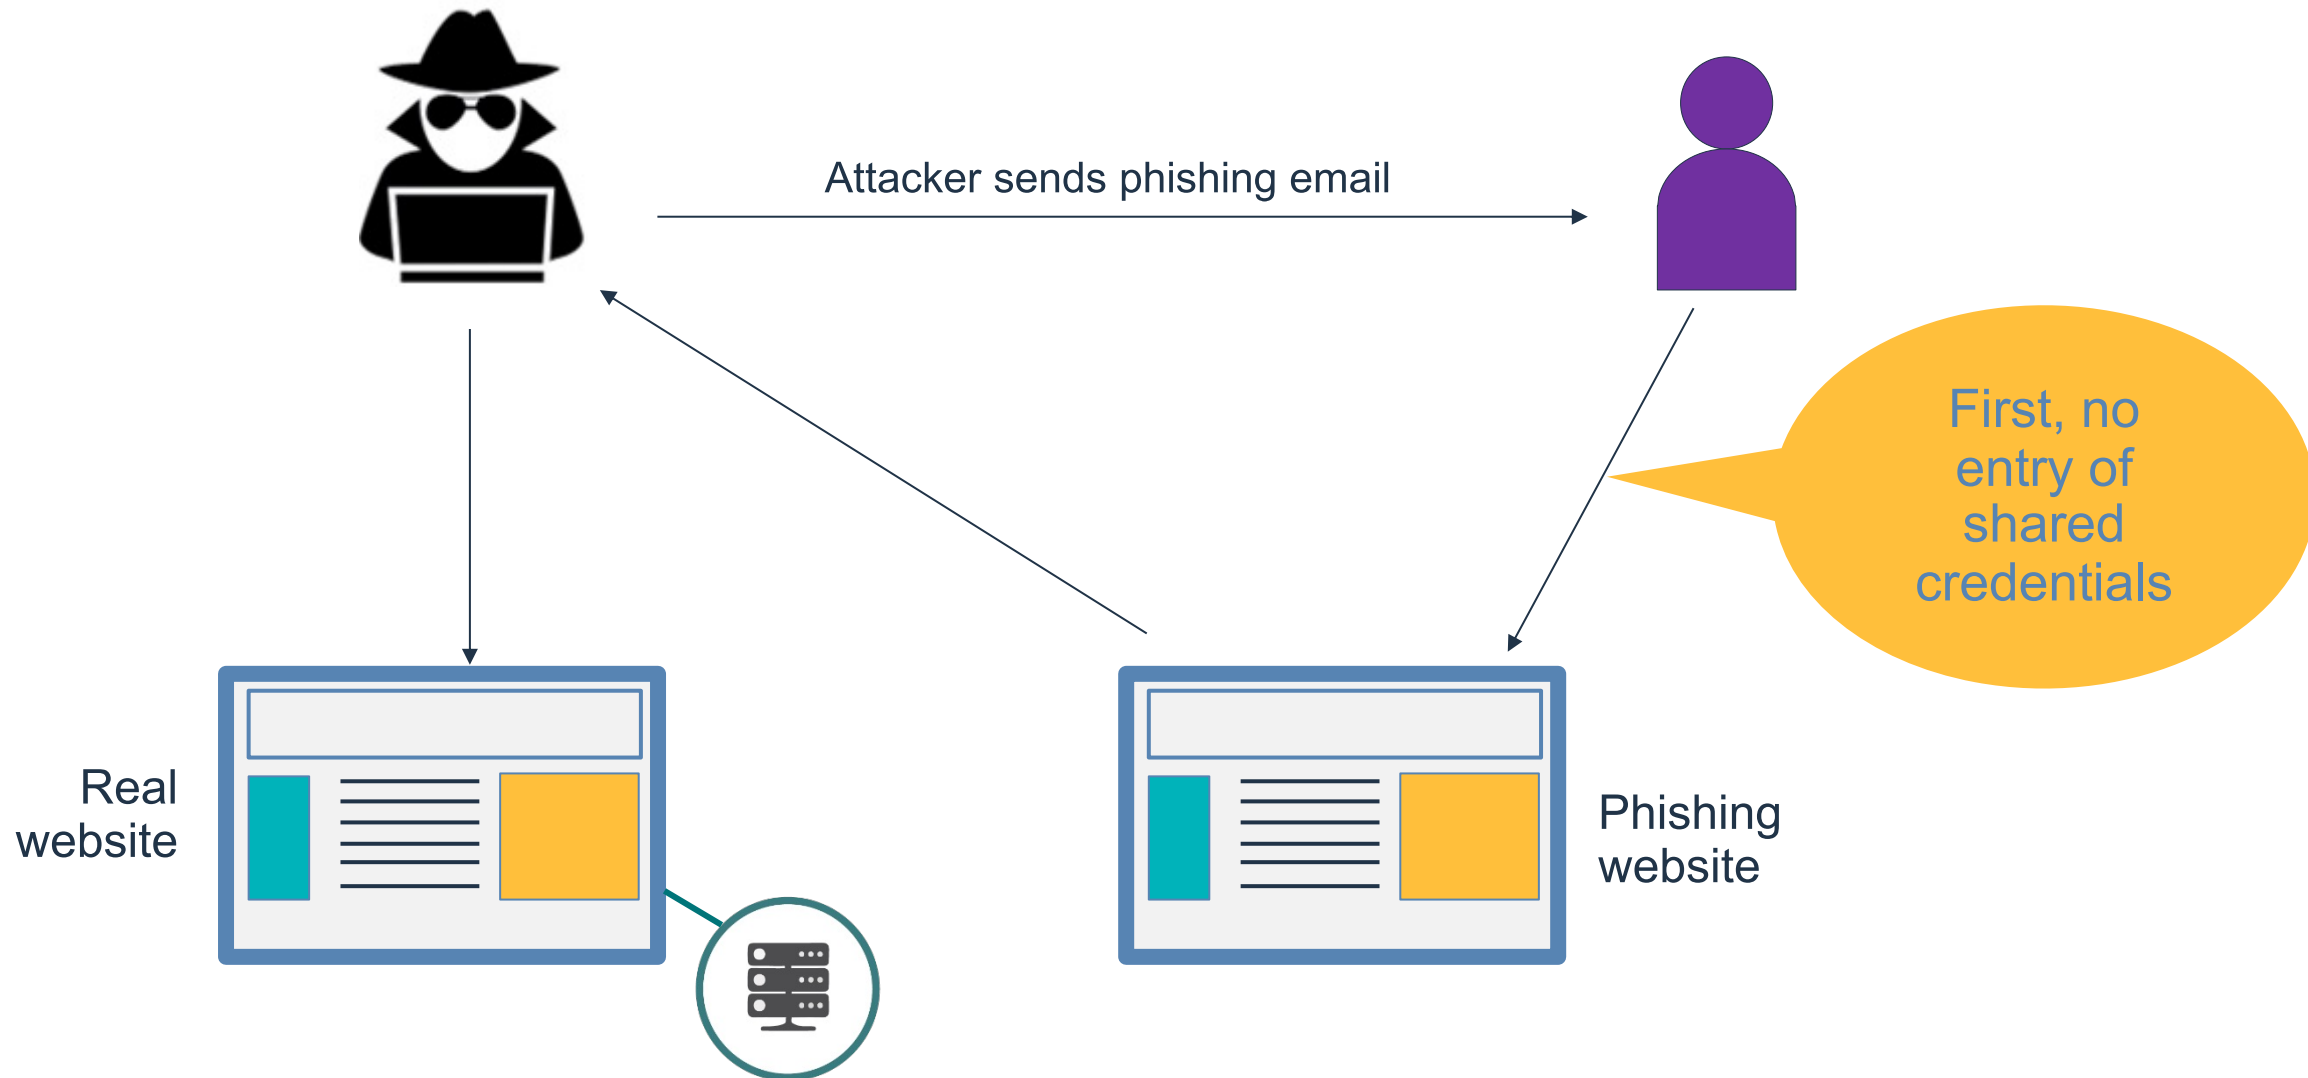 Attacker sends phishing email
First, no
entry of
shared
credentials
Real
website
Phishing
website